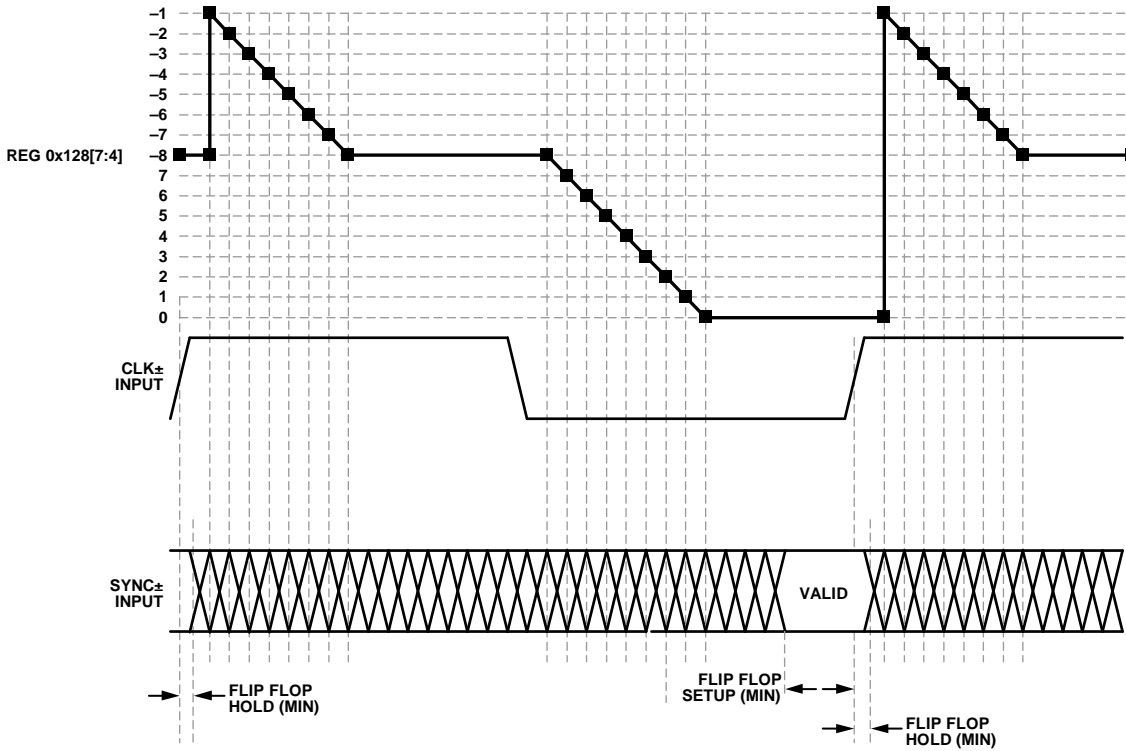 –1
–2
–3
–4
–5
–6
–7
REG 0x128[7:4] –8
7
6
5
4
3
2
1
0
CLK±
INPUT
SYNC±
INPUT
VALID
FLIP FLOP
HOLD (MIN)
FLIP FLOP
SETUP (MIN)
FLIP FLOP
HOLD (MIN)